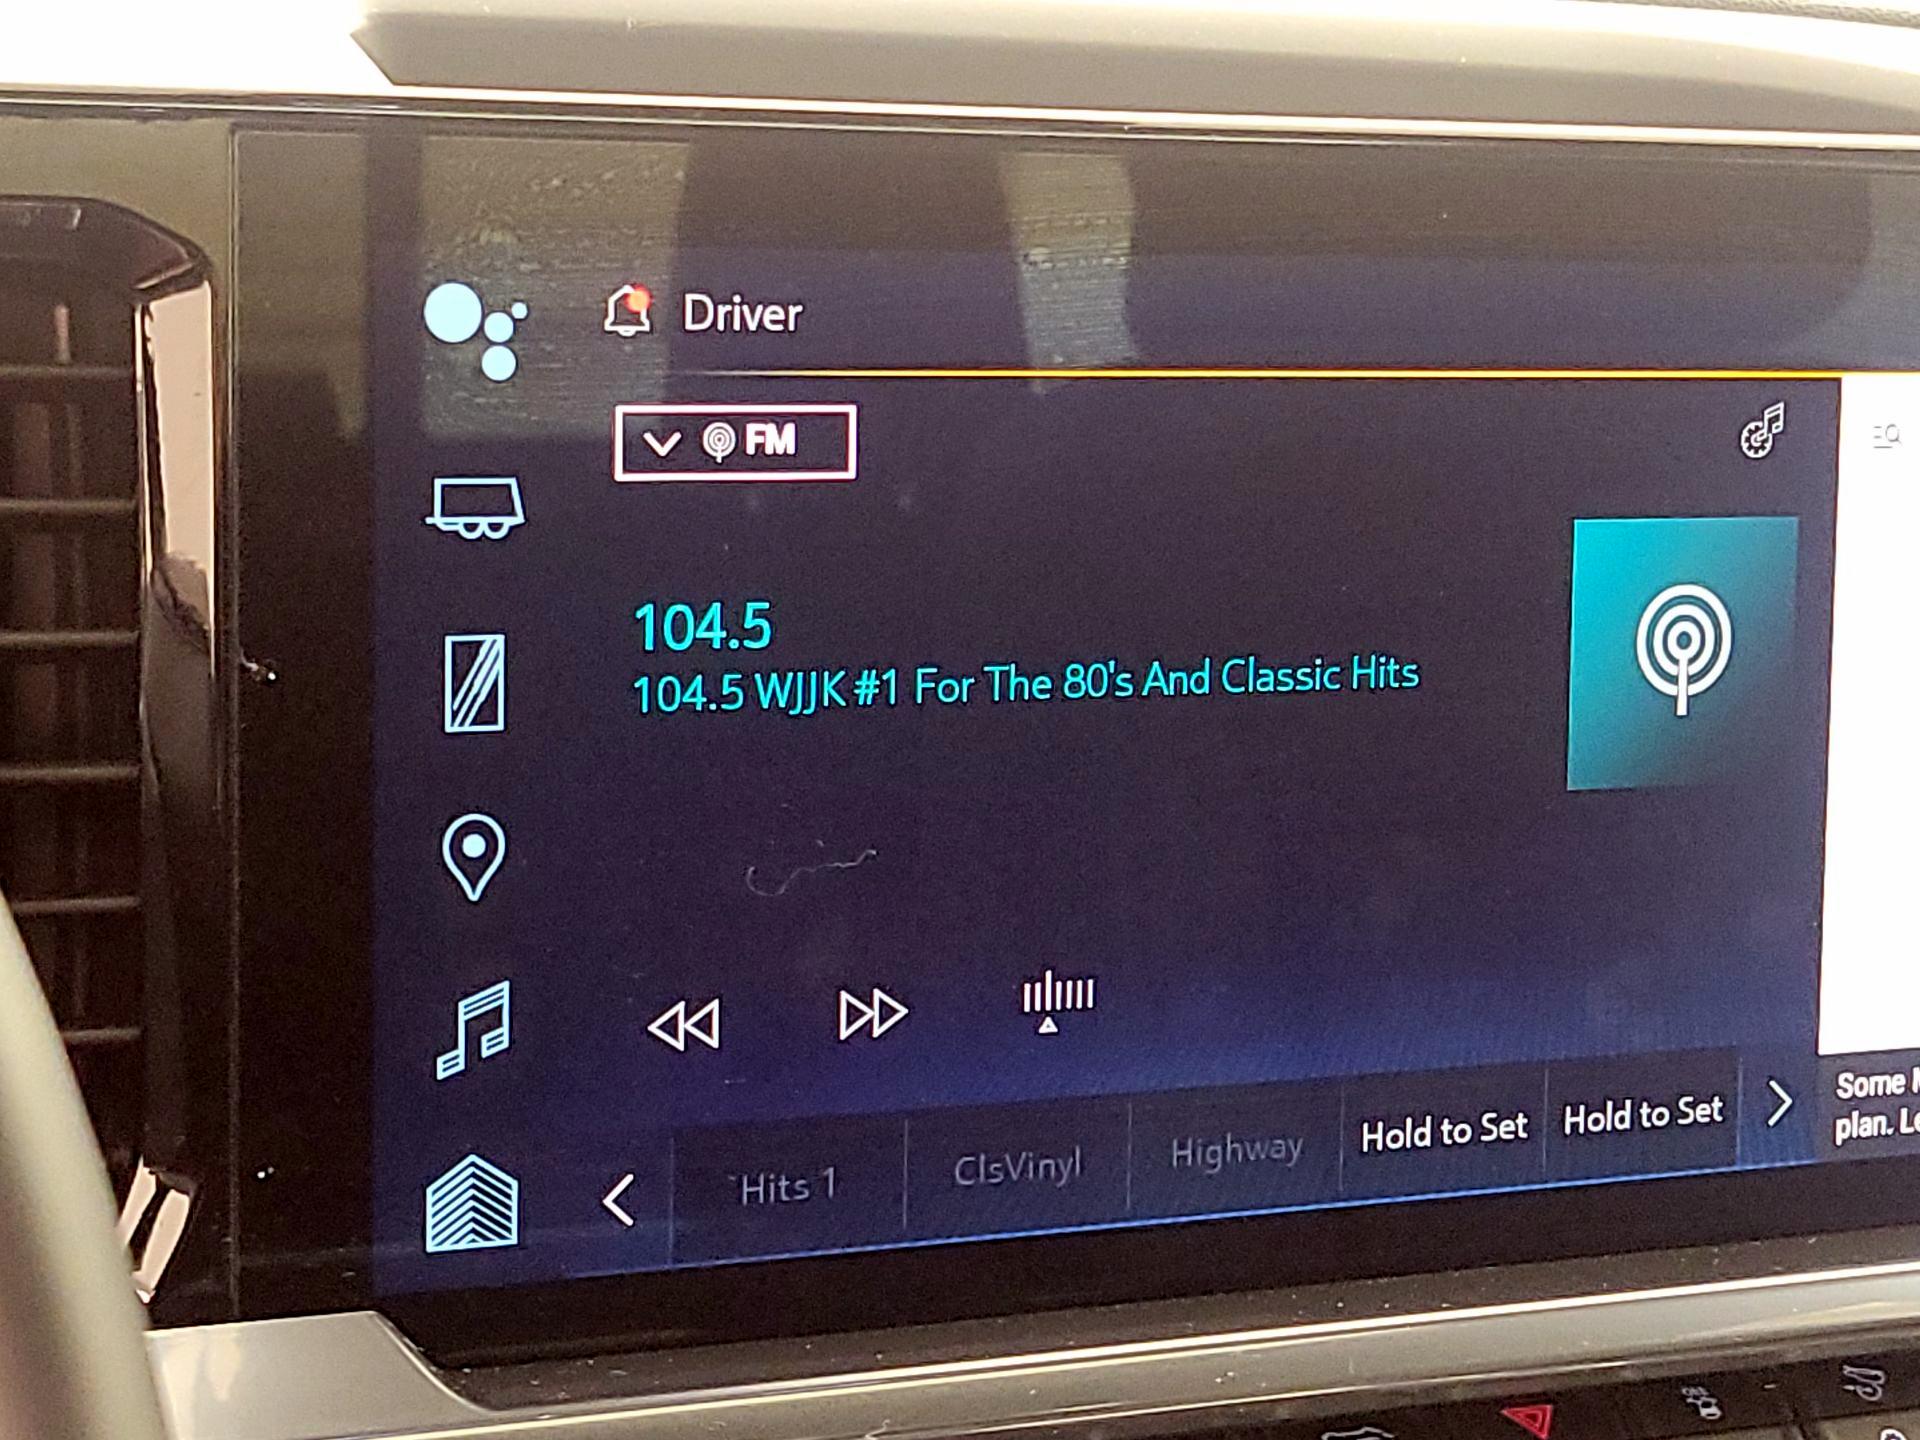 Driver
FM
104.5
104.5 WJJK #1 For The 80's And Classic Hits
Hits 1
ClsVinyl
Highway
Hold to Set
Hold to Set
Some
plan.